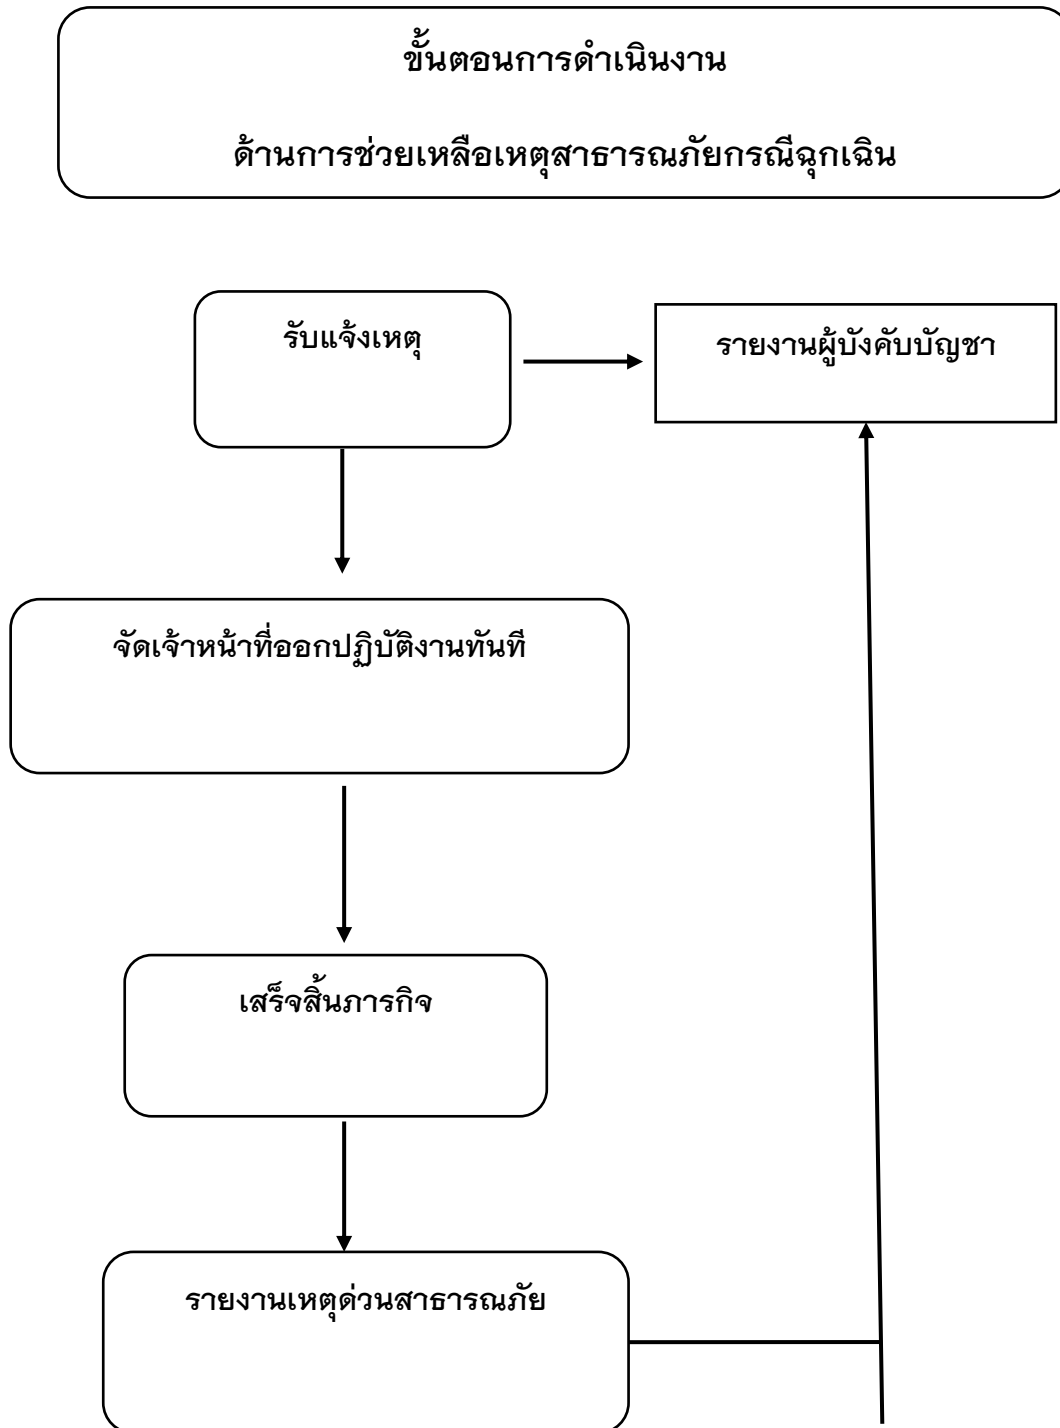 ขั้นตอนการดำเนินงาน
ด้านการช่วยเหลือเหตุสาธารณภัยกรณีฉุกเฉิน
รับแจ้งเหตุ
รายงานผู้บังคับบัญชา
จัดเจ้าหน้าที่ออกปฏิบัติงานทันที
เสร็จสิ้นภารกิจ
รายงานเหตุด่วนสาธารณภัย